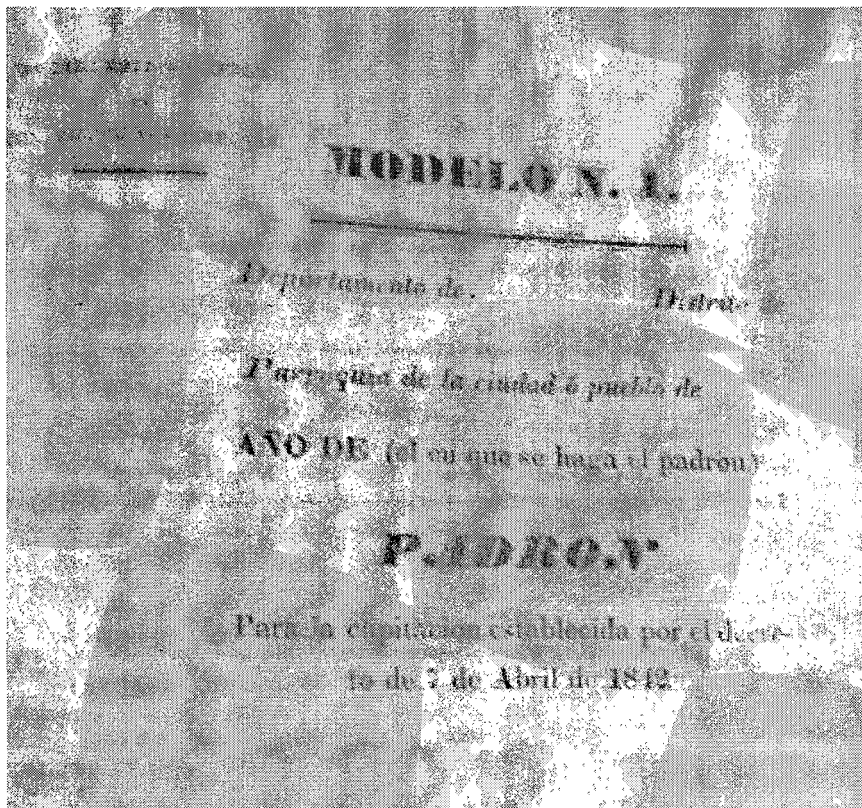 MODELO N. 1.
Departamento de. Distrito
Parroquia de la ciudad ó pueblo de
AÑO DE (el en que se haga el padron)
PADRON
Para la capitacion establecida por el decre-
to de 7 de Abril de 1842